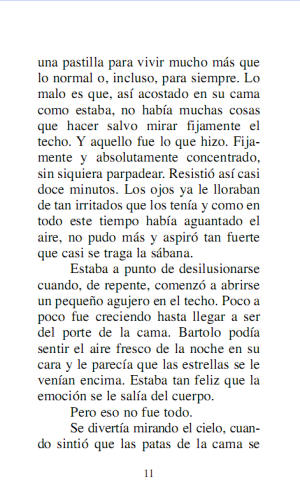 una pastilla para vivir mucho más que
lo normal o, incluso, para siempre. Lo
malo es que, así acostado en su cama
como estaba, no había muchas cosas
que hacer salvo mirar fijamente el
techo. Y aquello fue lo que hizo. Fija-
mente y absolutamente concentrado,
sin siquiera parpadear. Resistió así casi
doce minutos. Los ojos ya le lloraban
de tan irritados que los tenía y como en
todo este tiempo había aguantado el
aire, no pudo más y aspiró tan fuerte
que casi se traga la sábana.
Estaba a punto de desilusionarse
cuando, de repente, comenzó a abrirse
un pequeño agujero en el techo. Poco a
poco fue creciendo hasta llegar a ser
del porte de la cama. Bartolo podía
sentir el aire fresco de la noche en su
cara y le parecía que las estrellas se le
venían encima. Estaba tan feliz que la
emoción se le salía del cuerpo.
Pero eso no fue todo.
Se divertía mirando el cielo, cuan-
do sintió que las patas de la cama se
11